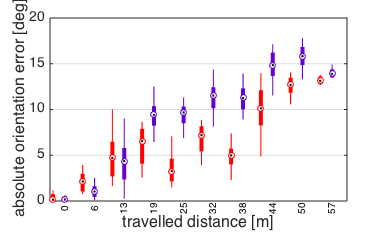 absolute orientation error [deg]
20
15
10
5
0
0 6 13 19 25 32 38 44 50 57
travelled distance [m]